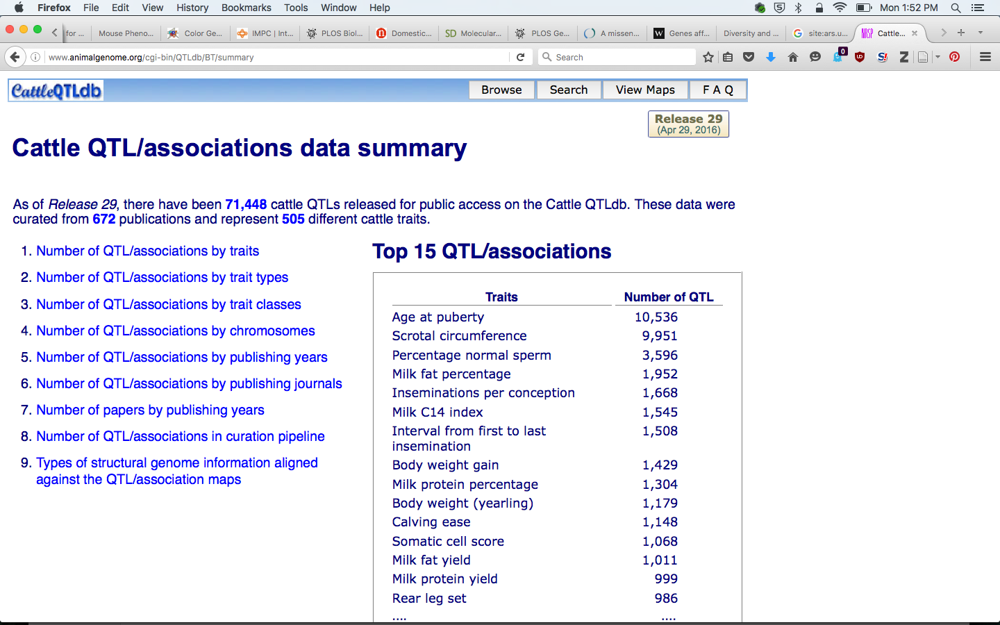 Firefox File Edit View History Bookmarks Tools Window Help Mon 1:52 PM
for ... Mouse Pheno... Color Ge... IMPC | Int... PLOS Biol... Domestic... SD Molecular... PLOS Ge... A missen... W Genes aff... Diversity and ... G site:ars.u... Cattle...
www.animalgenome.org/cgi-bin/QTLdb/BT/summary Search 0
CattleQTLdb Browse Search View Maps F A Q
Release 29
(Apr 29, 2016)
Cattle QTL/associations data summary
As of Release 29, there have been 71,448 cattle QTLs released for public access on the Cattle QTLdb. These data were
curated from 672 publications and represent 505 different cattle traits.
1. Number of QTL/associations by traits
2. Number of QTL/associations by trait types
3. Number of QTL/associations by trait classes
4. Number of QTL/associations by chromosomes
5. Number of QTL/associations by publishing years
6. Number of QTL/associations by publishing journals
7. Number of papers by publishing years
8. Number of QTL/associations in curation pipeline
9. Types of structural genome information aligned
against the QTL/association maps
Top 15 QTL/associations
Traits Number of QTL
Age at puberty 10,536
Scrotal circumference 9,951
Percentage normal sperm 3,596
Milk fat percentage 1,952
Inseminations per conception 1,668
Milk C14 index 1,545
Interval from first to last 1,508
insemination
Body weight gain 1,429
Milk protein percentage 1,304
Body weight (yearling) 1,179
Calving ease 1,148
Somatic cell score 1,068
Milk fat yield 1,011
Milk protein yield 999
Rear leg set 986
.... ....